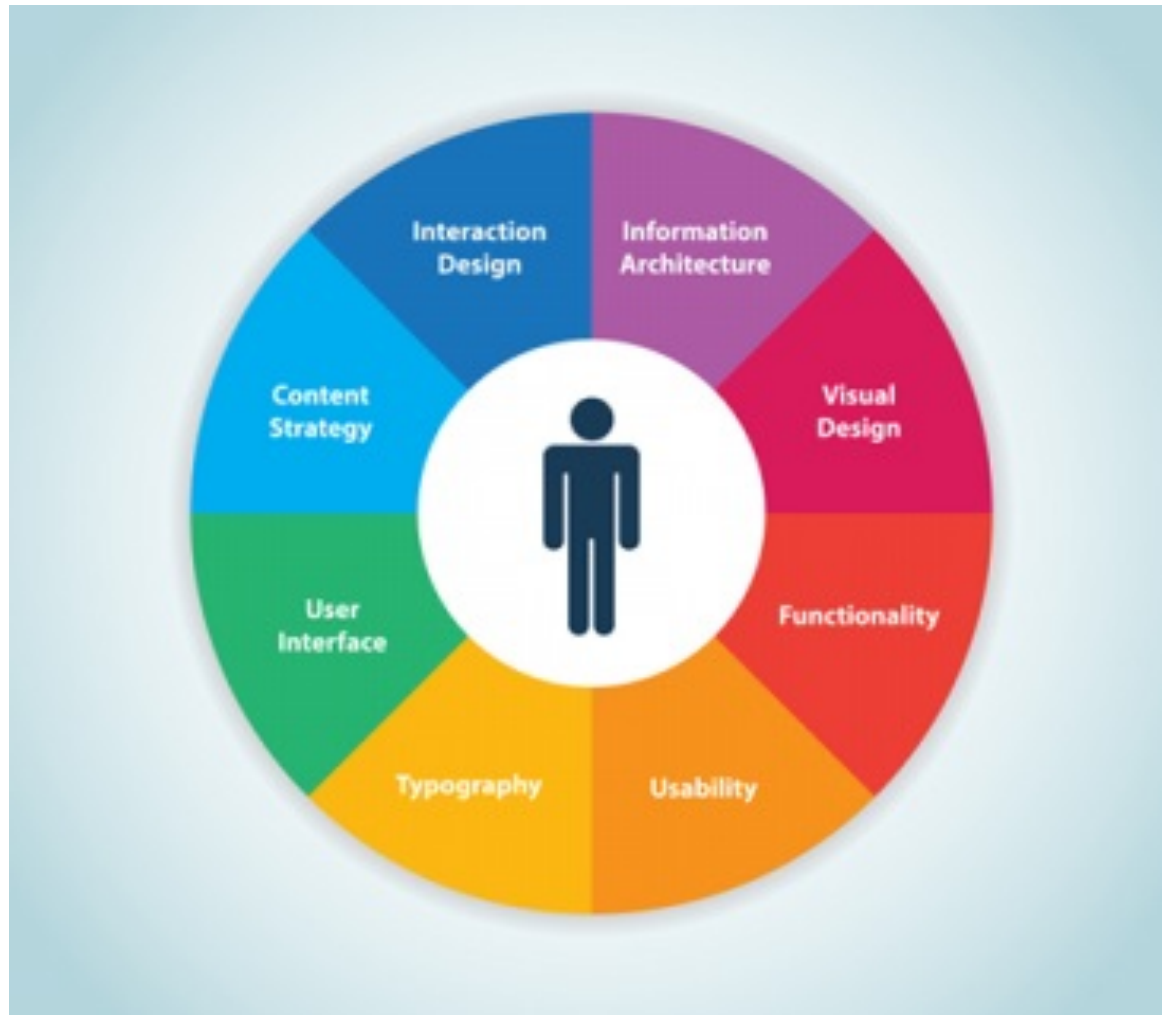 Interaction
Design
Information
Architecture
Visual
Design
Functionality
Usability
Typography
User
Interface
Content
Strategy